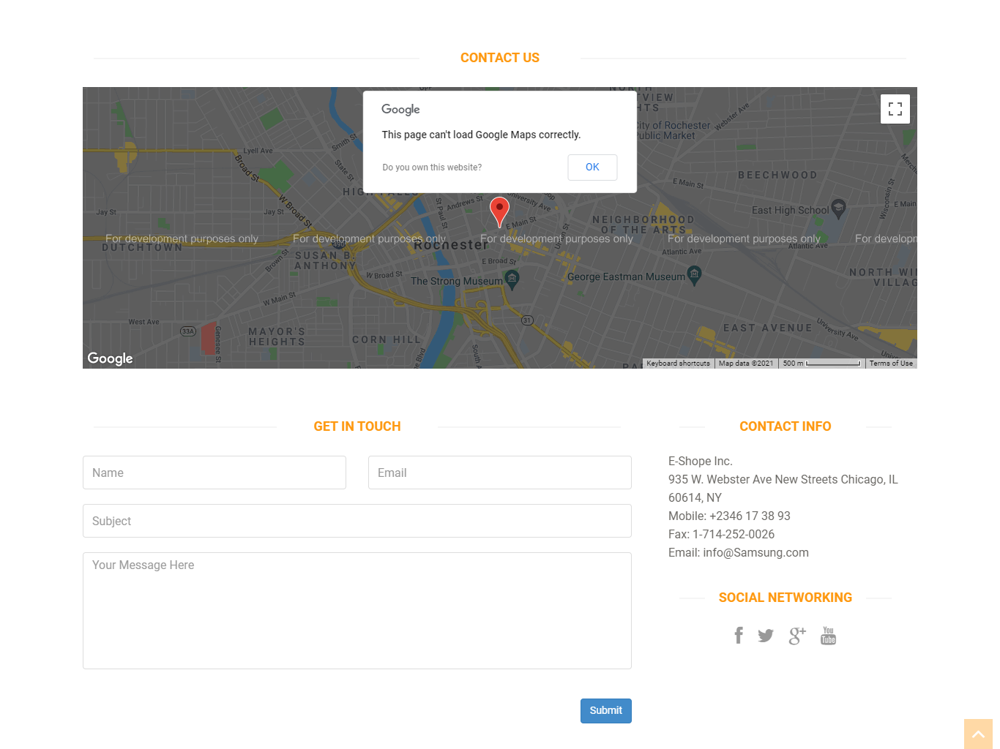 CONTACT US
Google
This page can't load Google Maps correctly.
Do you own this website?
OK
City of Rochester
Public Market
Webster Ave
Smith St
Lyell Ave
State St
Broad St
E Main St
BEECHWOOD
W Broad St
Jay St
Jay St
St Paul St
Andrews St
University Ave
E Main St
NEIGHBORHOOD
OF THE ARTS
East High School
Wisconsin St
E Main
For development purposes only
For development purposes only
For development purposes only
For development purposes only
For developm
DUTCHTOWN
SUSAN B.
ANTHONY
Rochester
Union St
Atlantic Ave
Atlantic Ave
Brown St
E Broad St
W Broad St
The Strong Museum
George Eastman Museum
W Main St
West Ave
33A
Genesee St
MAYOR'S
HEIGHTS
CORN HILL
31
EAST AVENUE
University Ave
Google
Keyboard shortcuts
Map data ©2021
500 m
Terms of Use
GET IN TOUCH
Name
Email
Subject
Your Message Here
Submit
CONTACT INFO
E-Shope Inc.
935 W. Webster Ave New Streets Chicago, IL
60614, NY
Mobile: +2346 17 38 93
Fax: 1-714-252-0026
Email: info@Samsung.com
SOCIAL NETWORKING
You
Tube